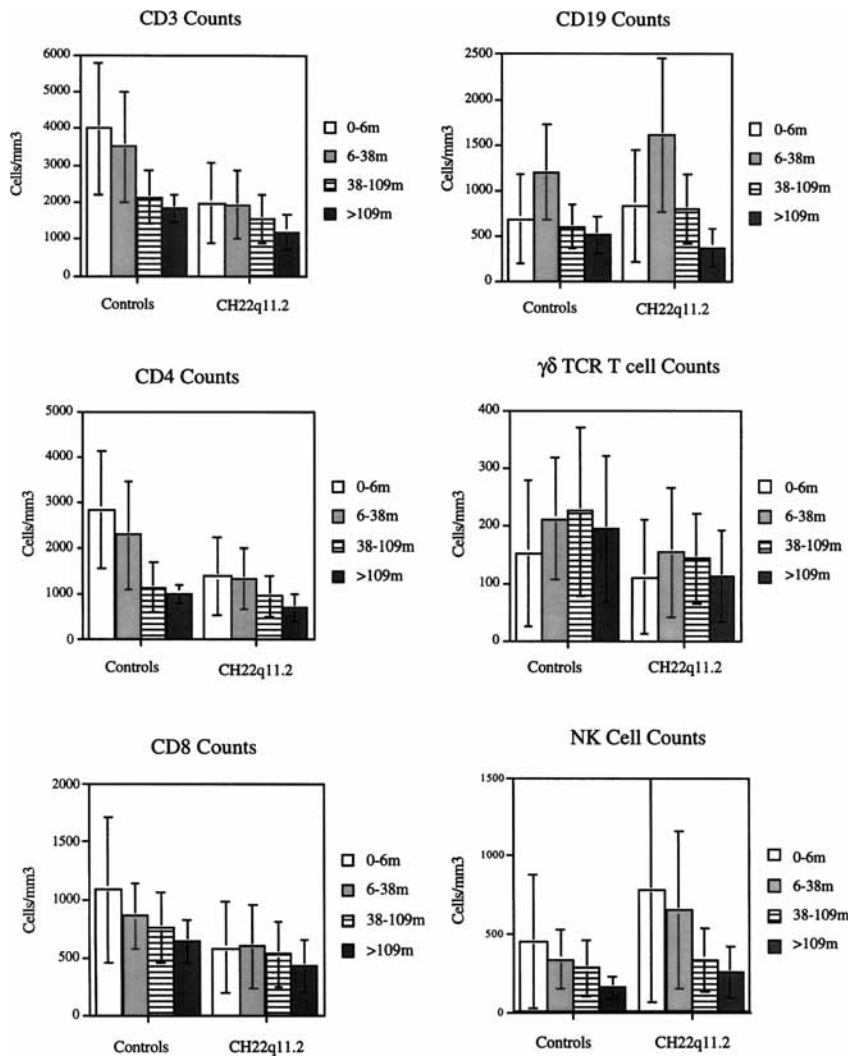 CD3 Counts
6000
5000
4000
3000
2000
1000
0
Cells/mm3
Controls
CH22q11.2
0-6m
6-38m
38-109m
>109m
CD19 Counts
2500
2000
1500
1000
500
0
Cells/mm3
Controls
CH22q11.2
0-6m
6-38m
38-109m
>109m
CD4 Counts
5000
4000
3000
2000
1000
0
Cells/mm3
Controls
CH22q11.2
0-6m
6-38m
38-109m
>109m
γδ TCR T cell Counts
400
300
200
100
0
Cells/mm3
Controls
CH22q11.2
0-6m
6-38m
38-109m
>109m
CD8 Counts
2000
1500
1000
500
0
Cells/mm3
Controls
CH22q11.2
0-6m
6-38m
38-109m
>109m
NK Cell Counts
1500
1000
500
0
Cells/mm3
Controls
CH22q11.2
0-6m
6-38m
38-109m
>109m